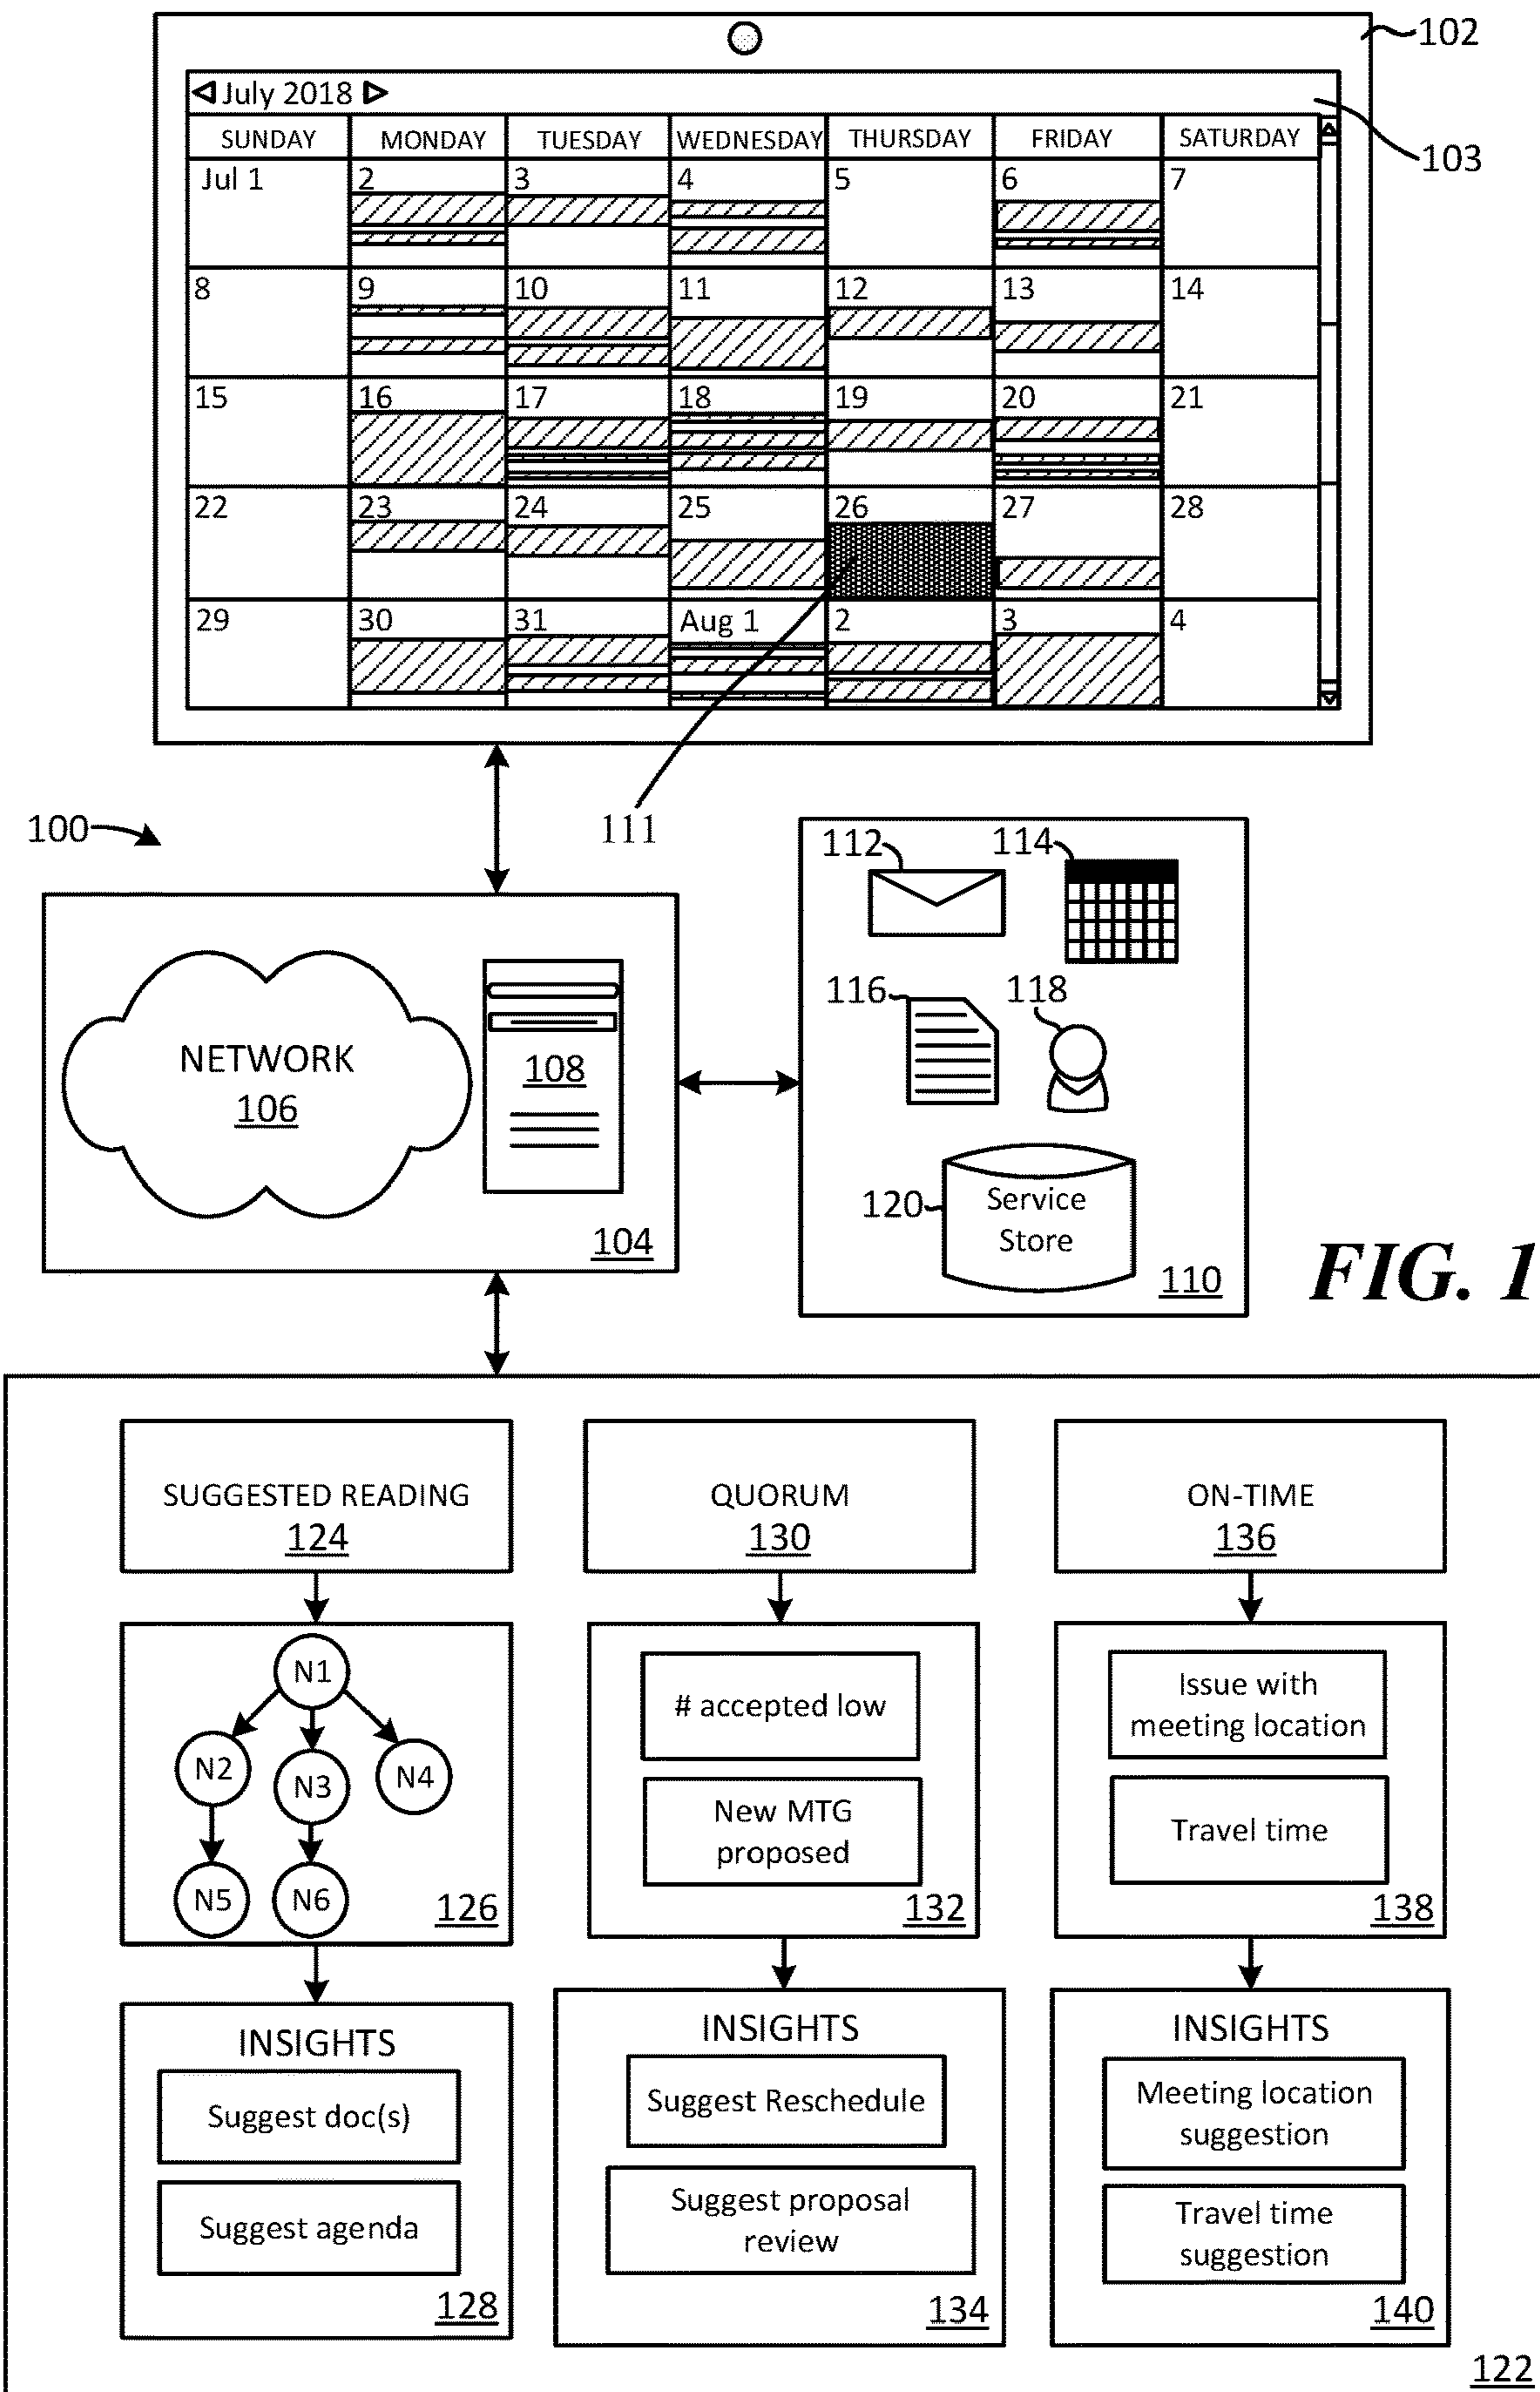 102
July 2018
103
SUNDAY MONDAY TUESDAY WEDNESDAY THURSDAY FRIDAY SATURDAY
Jul 1 2 3 4 5 6 7
8 9 10 11 12 13 14
15 16 17 18 19 20 21
22 23 24 25 26 27 28
29 30 31 Aug 1 2 3 4
111
100
112 114
116 118
NETWORK
106
108
104
120
Service
Store
110
FIG. 1
SUGGESTED READING
124
QUORUM
130
ON-TIME
136
N1
N2 N3 N4
N5 N6
126
# accepted low
New MTG
proposed
132
Issue with
meeting location
Travel time
138
INSIGHTS
Suggest doc(s)
Suggest agenda
128
INSIGHTS
Suggest Reschedule
Suggest proposal
review
134
INSIGHTS
Meeting location
suggestion
Travel time
suggestion
140
122